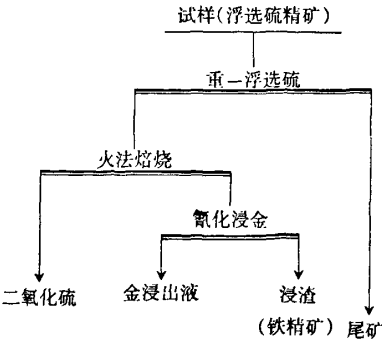 试样(浮选硫精矿)
重—浮选硫
火法焙烧
氰化浸金
二氧化硫
金浸出液
浸渣
(铁精矿)
尾矿